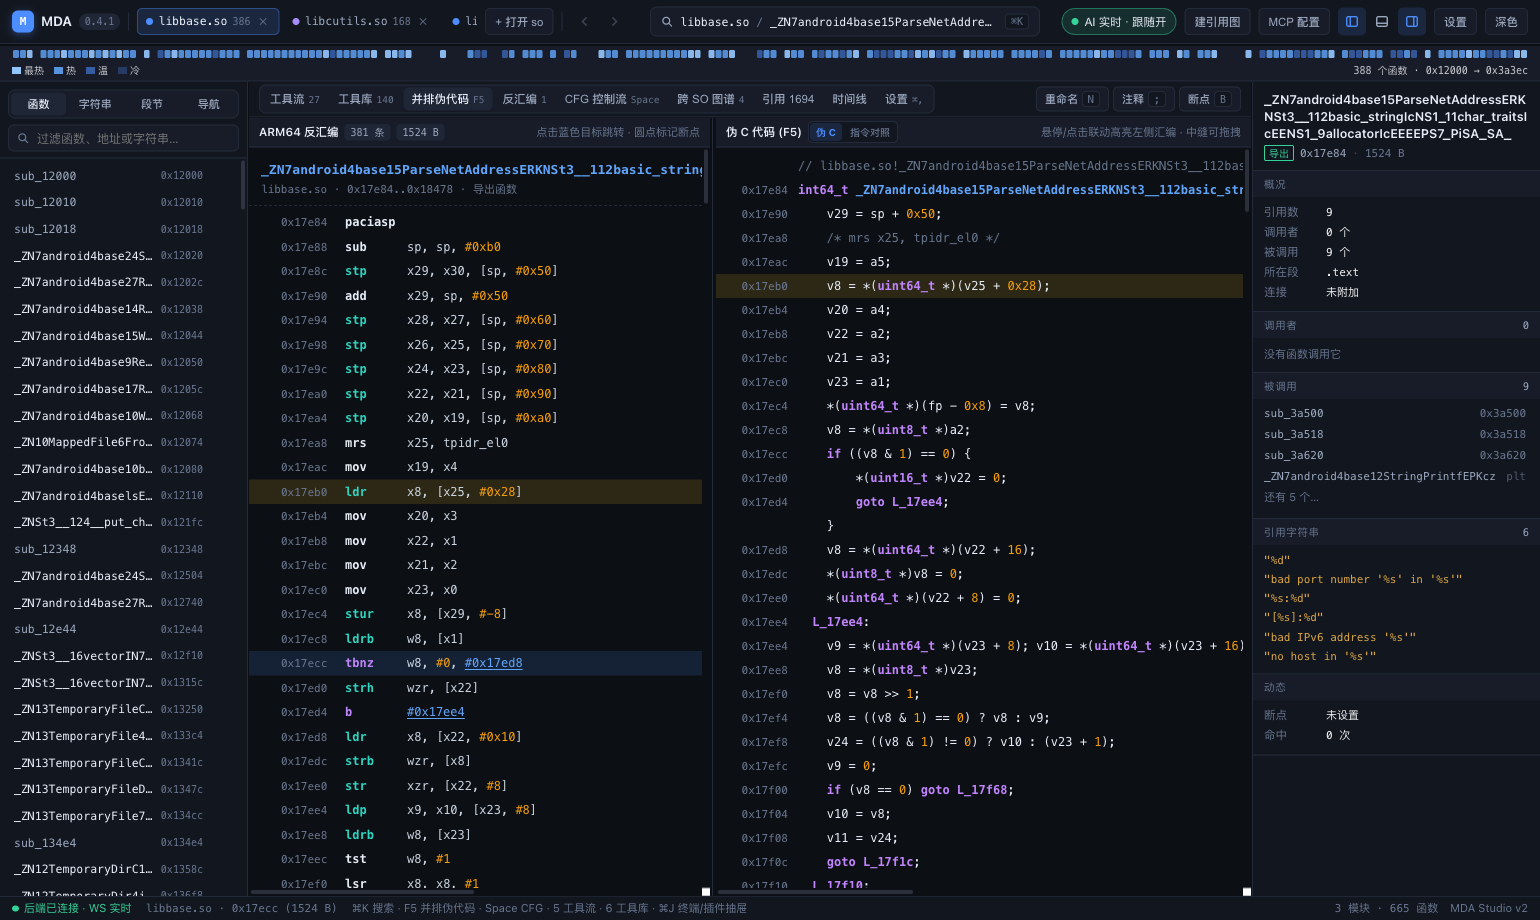 M MDA 0.4.1 libbase.so 386 × libcutils.so 168 × li + 打开 so libbase.so / _ZN7android4base15ParseNetAddre… ⌘K AI 实时 · 跟随开 建引用图 MCP 配置 设置 深色
最热 热 温 冷 388 个函数 · 0x12000 → 0x3a3ec
函数 字符串 段节 导航
过滤函数、地址或字符串…
sub_12000 0x12000
sub_12010 0x12010
sub_12018 0x12018
_ZN7android4base24S… 0x12020
_ZN7android4base27R… 0x1202c
_ZN7android4base14R… 0x12038
_ZN7android4base15W… 0x12044
_ZN7android4base9Re… 0x12050
_ZN7android4base17R… 0x1205c
_ZN7android4base10W… 0x12068
_ZN10MappedFile6Fro… 0x12074
_ZN7android4base10b… 0x12080
_ZN7android4baselsE… 0x12110
_ZNSt3__124__put_ch… 0x121fc
sub_12348 0x12348
_ZN7android4base24S… 0x12504
_ZN7android4base27R… 0x12740
sub_12e44 0x12e44
_ZNSt3__16vectorIN7… 0x12f10
_ZNSt3__16vectorIN7… 0x1315c
_ZN13TemporaryFileC… 0x13250
_ZN13TemporaryFile4… 0x133c4
_ZN13TemporaryFileC… 0x1341c
_ZN13TemporaryFileD… 0x1347c
_ZN13TemporaryFile7… 0x134cc
sub_134e4 0x134e4
_ZN12TemporaryDirC1… 0x1358c
_ZN12TemporaryDir4i… 0x136f8
工具流 27 工具库 140 并排伪代码 F5 反汇编 1 CFG 控制流 Space 跨 SO 图谱 4 引用 1694 时间线 设置 ⌘, 重命名 N 注释 ; 断点 B
ARM64 反汇编 381 条 1524 B 点击蓝色目标跳转 · 圆点标记断点
_ZN7android4base15ParseNetAddressERKNSt3__112basic_string
libbase.so · 0x17e84..0x18478 · 导出函数
0x17e84 paciasp
0x17e88 sub sp, sp, #0xb0
0x17e8c stp x29, x30, [sp, #0x50]
0x17e90 add x29, sp, #0x50
0x17e94 stp x28, x27, [sp, #0x60]
0x17e98 stp x26, x25, [sp, #0x70]
0x17e9c stp x24, x23, [sp, #0x80]
0x17ea0 stp x22, x21, [sp, #0x90]
0x17ea4 stp x20, x19, [sp, #0xa0]
0x17ea8 mrs x25, tpidr_el0
0x17eac mov x19, x4
0x17eb0 ldr x8, [x25, #0x28]
0x17eb4 mov x20, x3
0x17eb8 mov x22, x1
0x17ebc mov x21, x2
0x17ec0 mov x23, x0
0x17ec4 stur x8, [x29, #-8]
0x17ec8 ldrb w8, [x1]
0x17ecc tbnz w8, #0, #0x17ed8
0x17ed0 strh wzr, [x22]
0x17ed4 b #0x17ee4
0x17ed8 ldr x8, [x22, #0x10]
0x17edc strb wzr, [x8]
0x17ee0 str xzr, [x22, #8]
0x17ee4 ldp x9, x10, [x23, #8]
0x17ee8 ldrb w8, [x23]
0x17eec tst w8, #1
0x17ef0 lsr x8, x8, #1
伪 C 代码 (F5) 伪 C 指令对照 悬停/点击联动高亮左侧汇编 · 中缝可拖拽
// libbase.so!_ZN7android4base15ParseNetAddressERKNSt3__112bas
0x17e84 int64_t _ZN7android4base15ParseNetAddressERKNSt3__112basic_str
0x17e90 v29 = sp + 0x50;
0x17ea8 /* mrs x25, tpidr_el0 */
0x17eac v19 = a5;
0x17eb0 v8 = *(uint64_t *)(v25 + 0x28);
0x17eb4 v20 = a4;
0x17eb8 v22 = a2;
0x17ebc v21 = a3;
0x17ec0 v23 = a1;
0x17ec4 *(uint64_t *)(fp - 0x8) = v8;
0x17ec8 v8 = *(uint8_t *)a2;
0x17ecc if ((v8 & 1) == 0) {
0x17ed0 *(uint16_t *)v22 = 0;
0x17ed4 goto L_17ee4;
}
0x17ed8 v8 = *(uint64_t *)(v22 + 16);
0x17edc *(uint8_t *)v8 = 0;
0x17ee0 *(uint64_t *)(v22 + 8) = 0;
0x17ee4 L_17ee4:
0x17ee4 v9 = *(uint64_t *)(v23 + 8); v10 = *(uint64_t *)(v23 + 16)
0x17ee8 v8 = *(uint8_t *)v23;
0x17ef0 v8 = v8 >> 1;
0x17ef4 v8 = ((v8 & 1) == 0) ? v8 : v9;
0x17ef8 v24 = ((v8 & 1) != 0) ? v10 : (v23 + 1);
0x17efc v9 = 0;
0x17f00 if (v8 == 0) goto L_17f68;
0x17f04 v10 = v8;
0x17f08 v11 = v24;
0x17f0c goto L_17f1c;
0x17f10 L_17f10:
_ZN7android4base15ParseNetAddressERK
NSt3__112basic_stringIcNS1_11char_traitsI
cEENS1_9allocatorIcEEEEPS7_PiSA_SA_
导出 0x17e84 · 1524 B
概况
引用数 9
调用者 0 个
被调用 9 个
所在段 .text
连接 未附加
调用者 0
没有函数调用它
被调用 9
sub_3a500 0x3a500
sub_3a518 0x3a518
sub_3a620 0x3a620
_ZN7android4base12StringPrintfEPKcz plt
还有 5 个…
引用字符串 6
"%d"
"bad port number '%s' in '%s'"
"%s:%d"
"[%s]:%d"
"bad IPv6 address '%s'"
"no host in '%s'"
动态
断点 未设置
命中 0 次
后端已连接 · WS 实时 libbase.so · 0x17ecc (1524 B) ⌘K 搜索 · F5 并排伪代码 · Space CFG · 5 工具流 · 6 工具库 · ⌘J 终端/插件抽屉 3 模块 · 665 函数 MDA Studio v2